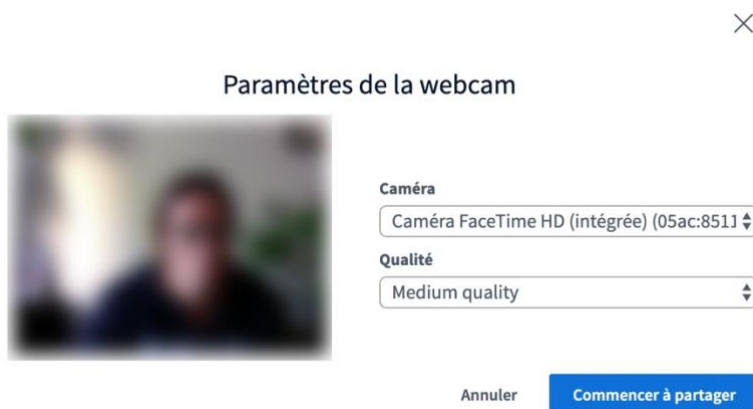 Paramètres de la webcam
Caméra
Caméra FaceTime HD (intégrée) (05ac:8511
Qualité
Medium quality
Annuler
Commencer à partager